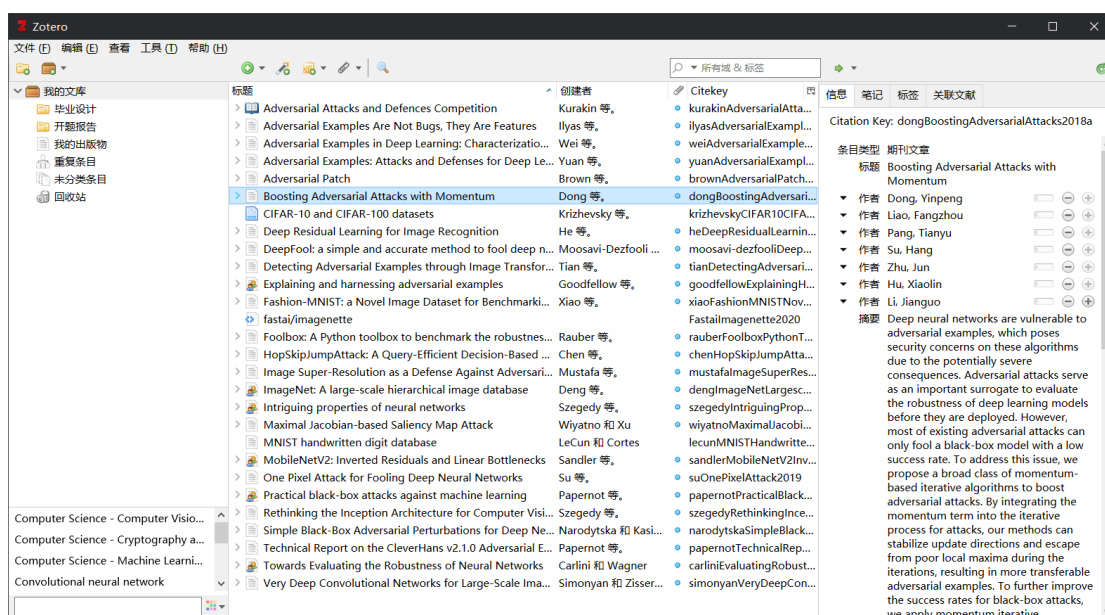 Zotero
文件(F) 编辑(E) 查看 工具(T) 帮助(H)
所有域 & 标签
我的文库
毕业设计
开题报告
我的出版物
重复条目
未分类条目
回收站
Computer Science - Computer Visio...
Computer Science - Cryptography a...
Computer Science - Machine Learni...
Convolutional neural network
标题 创建者 Citekey
Adversarial Attacks and Defences Competition Kurakin 等。 kurakinAdversarialAtta...
Adversarial Examples Are Not Bugs, They Are Features Ilyas 等。 ilyasAdversarialExampl...
Adversarial Examples in Deep Learning: Characterizatio... Wei 等。 weiAdversarialExample...
Adversarial Examples: Attacks and Defenses for Deep Le... Yuan 等。 yuanAdversarialExampl...
Adversarial Patch Brown 等。 brownAdversarialPatch...
Boosting Adversarial Attacks with Momentum Dong 等。 dongBoostingAdversari...
CIFAR-10 and CIFAR-100 datasets Krizhevsky 等。 krizhevskyCIFAR10CIFA...
Deep Residual Learning for Image Recognition He 等。 heDeepResidualLearnin...
DeepFool: a simple and accurate method to fool deep n... Moosavi-Dezfooli ... moosavi-dezfooliDeep...
Detecting Adversarial Examples through Image Transfor... Tian 等。 tianDetectingAdversari...
Explaining and harnessing adversarial examples Goodfellow 等。 goodfellowExplainingH...
Fashion-MNIST: a Novel Image Dataset for Benchmarki... Xiao 等。 xiaoFashionMNISTNov...
fastai/imagenette FastaiImagenette2020
Foolbox: A Python toolbox to benchmark the robustnes... Rauber 等。 rauberFoolboxPythonT...
HopSkipJumpAttack: A Query-Efficient Decision-Based ... Chen 等。 chenHopSkipJumpAtta...
Image Super-Resolution as a Defense Against Adversari... Mustafa 等。 mustafaImageSuperRes...
ImageNet: A large-scale hierarchical image database Deng 等。 dengImageNetLargesc...
Intriguing properties of neural networks Szegedy 等。 szegedyIntriguingProp...
Maximal Jacobian-based Saliency Map Attack Wiyatno 和 Xu wiyatnoMaximalJacobi...
MNIST handwritten digit database LeCun 和 Cortes lecunMNISTHandwritte...
MobileNetV2: Inverted Residuals and Linear Bottlenecks Sandler 等。 sandlerMobileNetV2Inv...
One Pixel Attack for Fooling Deep Neural Networks Su 等。 suOnePixelAttack2019
Practical black-box attacks against machine learning Papernot 等。 papernotPracticalBlack...
Rethinking the Inception Architecture for Computer Visi... Szegedy 等。 szegedyRethinkingInce...
Simple Black-Box Adversarial Perturbations for Deep Ne... Narodytska 和 Kasi... narodytskaSimpleBlack...
Technical Report on the CleverHans v2.1.0 Adversarial E... Papernot 等。 papernotTechnicalRep...
Towards Evaluating the Robustness of Neural Networks Carlini 和 Wagner carliniEvaluatingRobust...
Very Deep Convolutional Networks for Large-Scale Ima... Simonyan 和 Zisser... simonyanVeryDeepCon...
信息 笔记 标签 关联文献
Citation Key: dongBoostingAdversarialAttacks2018a
条目类型 期刊文章
标题 Boosting Adversarial Attacks with
Momentum
作者 Dong, Yinpeng
作者 Liao, Fangzhou
作者 Pang, Tianyu
作者 Su, Hang
作者 Zhu, Jun
作者 Hu, Xiaolin
作者 Li, Jianguo
摘要 Deep neural networks are vulnerable to
adversarial examples, which poses
security concerns on these algorithms
due to the potentially severe
consequences. Adversarial attacks serve
as an important surrogate to evaluate
the robustness of deep learning models
before they are deployed. However,
most of existing adversarial attacks can
only fool a black-box model with a low
success rate. To address this issue, we
propose a broad class of momentum-
based iterative algorithms to boost
adversarial attacks. By integrating the
momentum term into the iterative
process for attacks, our methods can
stabilize update directions and escape
from poor local maxima during the
iterations, resulting in more transferable
adversarial examples. To further improve
the success rates for black-box attacks,
we apply momentum iterative